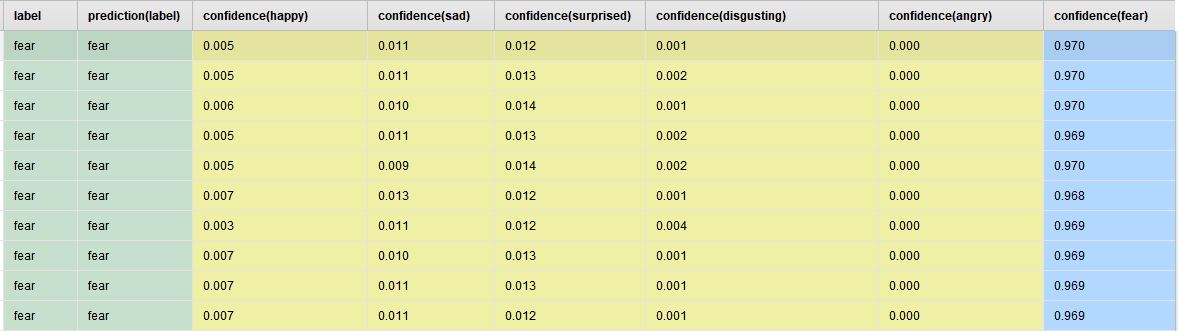 label prediction(label) confidence(happy) confidence(sad) confidence(surprised) confidence(disgusting) confidence(angry) confidence(fear)
fear fear 0.005 0.011 0.012 0.001 0.000 0.970
fear fear 0.005 0.011 0.013 0.002 0.000 0.970
fear fear 0.006 0.010 0.014 0.001 0.000 0.970
fear fear 0.005 0.011 0.013 0.002 0.000 0.969
fear fear 0.005 0.009 0.014 0.002 0.000 0.970
fear fear 0.007 0.013 0.012 0.001 0.000 0.968
fear fear 0.003 0.011 0.012 0.004 0.000 0.969
fear fear 0.007 0.010 0.013 0.001 0.000 0.969
fear fear 0.007 0.011 0.013 0.001 0.000 0.969
fear fear 0.007 0.011 0.012 0.001 0.000 0.969